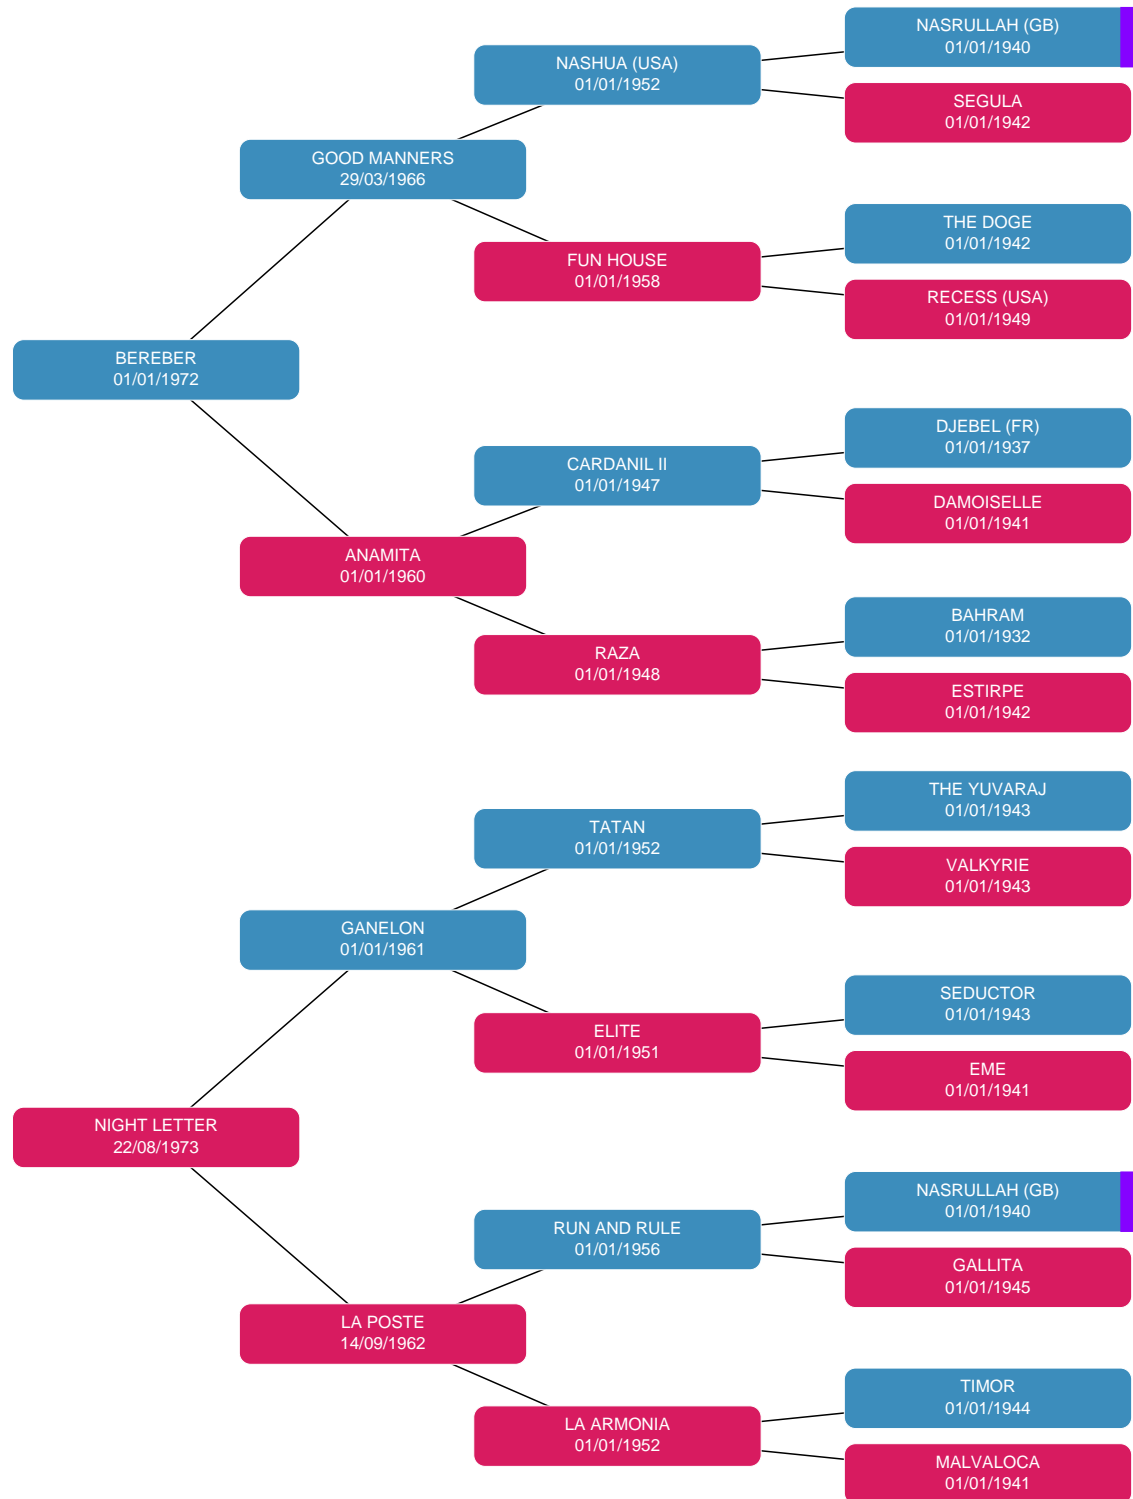 NASRULLAH (GB)
01/01/1940
NASHUA (USA)
01/01/1952
SEGULA
01/01/1942
GOOD MANNERS
29/03/1966
THE DOGE
01/01/1942
FUN HOUSE
01/01/1958
RECESS (USA)
01/01/1949
BEREBER
01/01/1972
DJEBEL (FR)
01/01/1937
CARDANIL II
01/01/1947
DAMOISELLE
01/01/1941
ANAMITA
01/01/1960
BAHRAM
01/01/1932
RAZA
01/01/1948
ESTIRPE
01/01/1942
THE YUVARAJ
01/01/1943
TATAN
01/01/1952
VALKYRIE
01/01/1943
GANELON
01/01/1961
SEDUCTOR
01/01/1943
ELITE
01/01/1951
EME
01/01/1941
NIGHT LETTER
22/08/1973
NASRULLAH (GB)
01/01/1940
RUN AND RULE
01/01/1956
GALLITA
01/01/1945
LA POSTE
14/09/1962
TIMOR
01/01/1944
LA ARMONIA
01/01/1952
MALVALOCA
01/01/1941